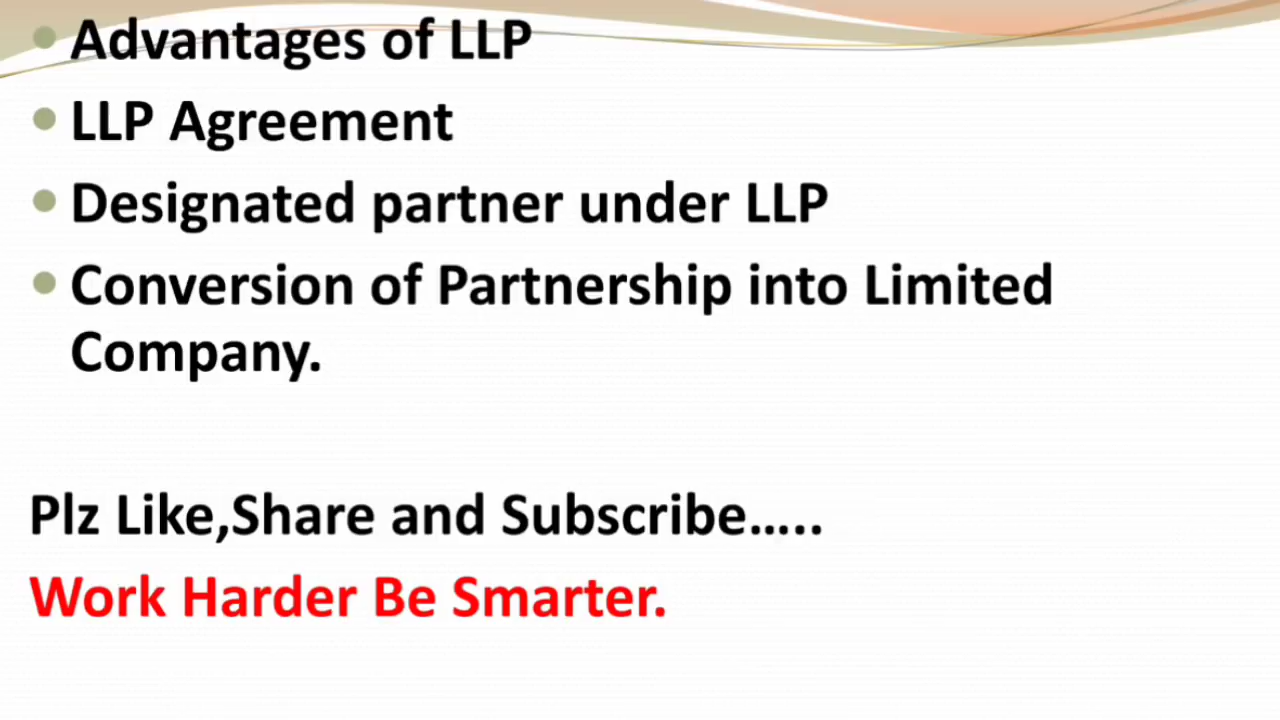 Advantages of LLP
LLP Agreement
Designated partner under LLP
Conversion of Partnership into Limited
Company.
Plz Like,Share and Subscribe.....
Work Harder Be Smarter.